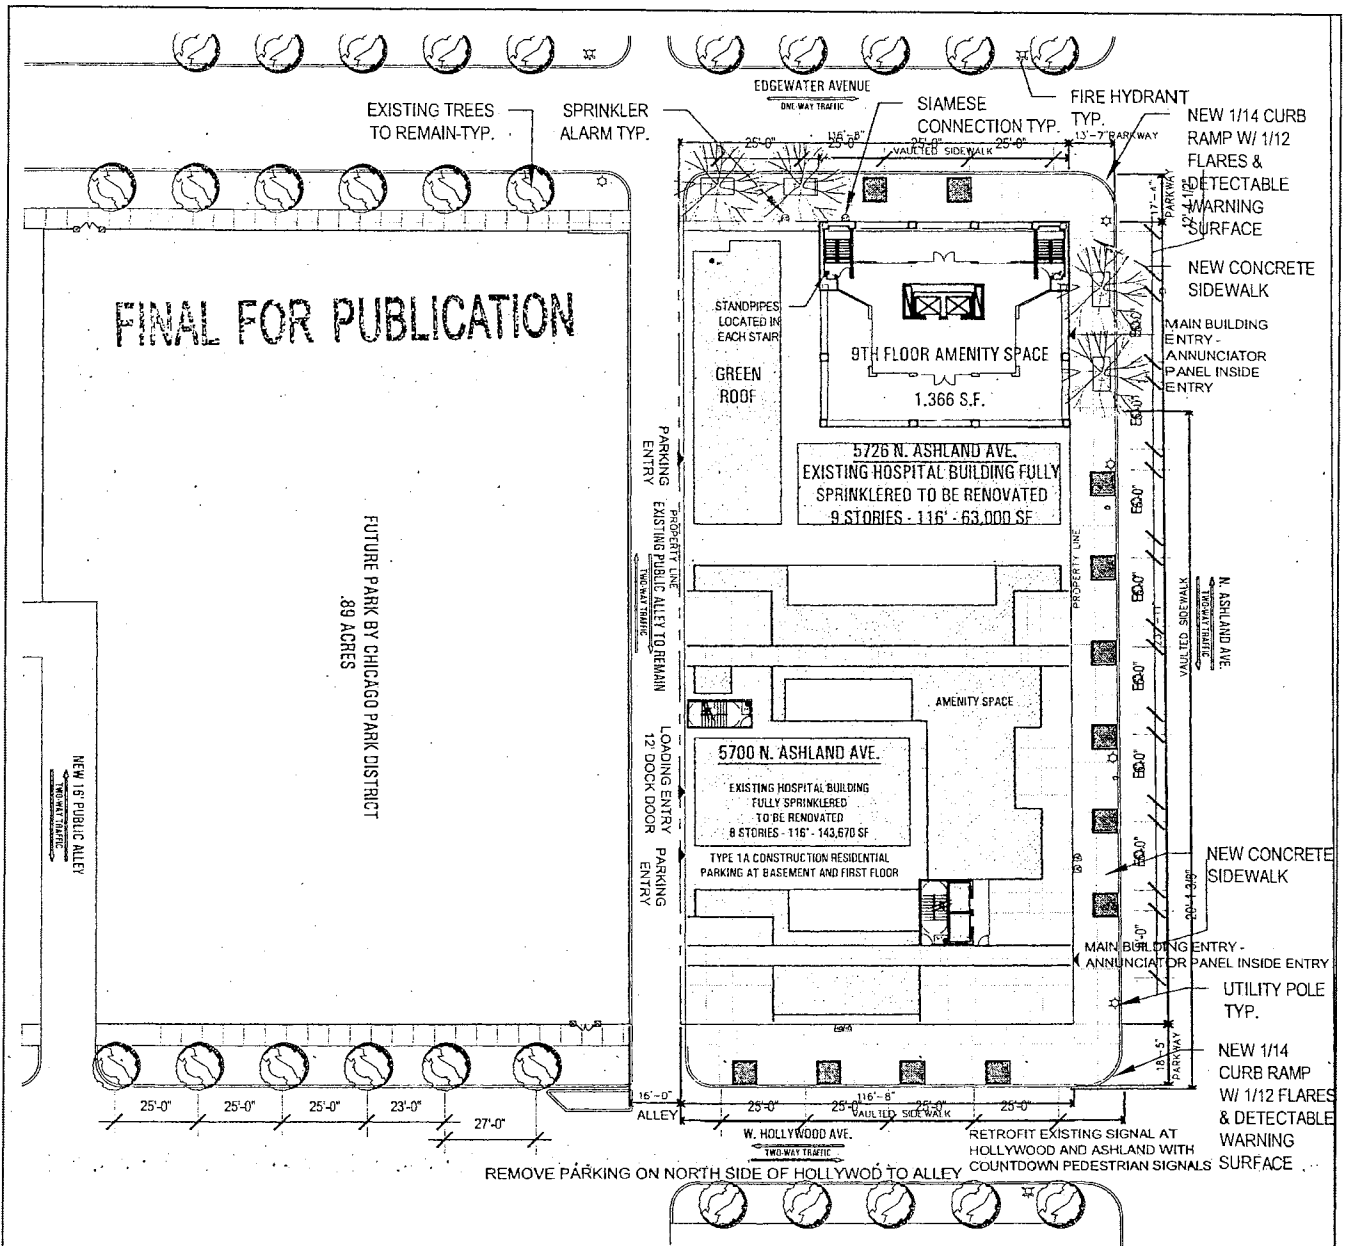 EDGEWATER AVENUE
ONE-WAY TRAFFIC
EXISTING TREES
TO REMAIN-TYP.
SPRINKLER
ALARM TYP.
SIAMESE
CONNECTION TYP.
FIRE HYDRANT
TYP.
NEW 1/14 CURB
RAMP W/ 1/12
FLARES &
DETECTABLE
WARNING
SURFACE
25'-0"
116'-8"
25'-0"
25'-0"
25'-0"
13'-7" PARKWAY
VAULTED SIDEWALK
17'-4"
PARKWAY
NEW CONCRETE
SIDEWALK
FINAL FOR PUBLICATION
STANDPIPES
LOCATED IN
EACH STAIR
GREEN
ROOF
9TH FLOOR AMENITY SPACE
1,366 S.F.
MAIN BUILDING
ENTRY -
ANNUNCIATOR
PANEL INSIDE
ENTRY
5726 N. ASHLAND AVE.
EXISTING HOSPITAL BUILDING FULLY
SPRINKLERED TO BE RENOVATED
9 STORIES - 116' - 63,000 SF
PARKING
ENTRY
PROPERTY LINE
EXISTING PUBLIC ALLEY TO REMAIN
TWO-WAY TRAFFIC
FUTURE PARK BY CHICAGO PARK DISTRICT
.89 ACRES
PROPERTY LINE
VAULTED SIDEWALK
N. ASHLAND AVE.
TWO-WAY TRAFFIC
AMENITY SPACE
LOADING ENTRY
12' DOCK DOOR
5700 N. ASHLAND AVE.
EXISTING HOSPITAL BUILDING
FULLY SPRINKLERED
TO BE RENOVATED
8 STORIES - 116' - 143,670 SF
TYPE 1A CONSTRUCTION RESIDENTIAL
PARKING AT BASEMENT AND FIRST FLOOR
NEW 16' PUBLIC ALLEY
TWO-WAY TRAFFIC
PARKING
ENTRY
NEW CONCRETE
SIDEWALK
MAIN BUILDING ENTRY -
ANNUNCIATOR PANEL INSIDE ENTRY
UTILITY POLE
TYP.
18'-5"
PARKWAY
NEW 1/14
CURB RAMP
W/ 1/12 FLARES
& DETECTABLE
WARNING
SURFACE
25'-0"
25'-0"
25'-0"
23'-0"
27'-0"
16'-0"
ALLEY
116'-8"
25'-0"
25'-0"
25'-0"
25'-0"
VAULTED SIDEWALK
W. HOLLYWOOD AVE.
TWO-WAY TRAFFIC
RETROFIT EXISTING SIGNAL AT
HOLLYWOOD AND ASHLAND WITH
COUNTDOWN PEDESTRIAN SIGNALS
REMOVE PARKING ON NORTH SIDE OF HOLLYWOD TO ALLEY